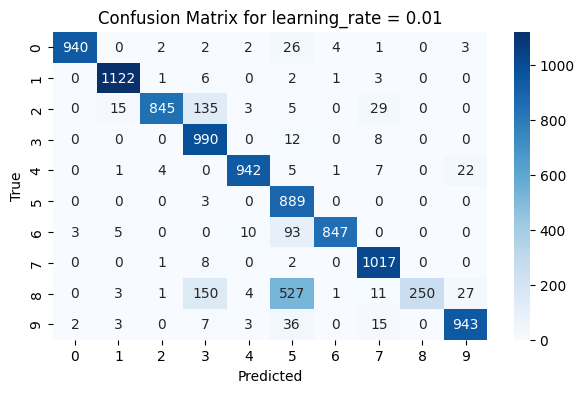 Confusion Matrix for learning_rate = 0.01
0 940 0 2 2 2 26 4 1 0 3
1 0 1122 1 6 0 2 1 3 0 0
2 0 15 845 135 3 5 0 29 0 0
3 0 0 0 990 0 12 0 8 0 0
4 0 1 4 0 942 5 1 7 0 22
5 0 0 0 3 0 889 0 0 0 0
6 3 5 0 0 10 93 847 0 0 0
7 0 0 1 8 0 2 0 1017 0 0
8 0 3 1 150 4 527 1 11 250 27
9 2 3 0 7 3 36 0 15 0 943
0 1 2 3 4 5 6 7 8 9
Predicted
True
1000
800
600
400
200
0